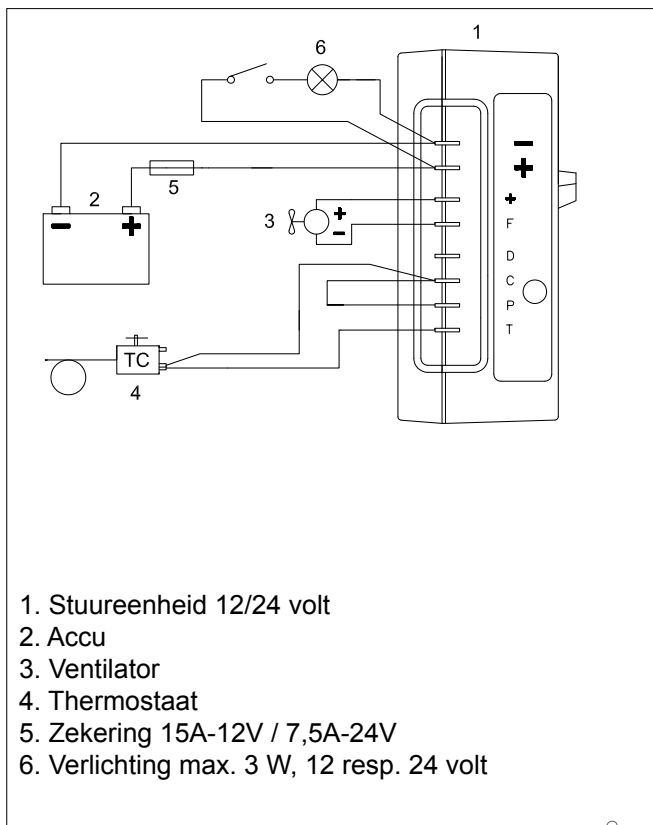 1
6
5
2
− +
3
+
−
TC
4
−
+
+
F
D
C
P
T
1. Stuureenheid 12/24 volt
2. Accu
3. Ventilator
4. Thermostaat
5. Zekering 15A-12V / 7,5A-24V
6. Verlichting max. 3 W, 12 resp. 24 volt